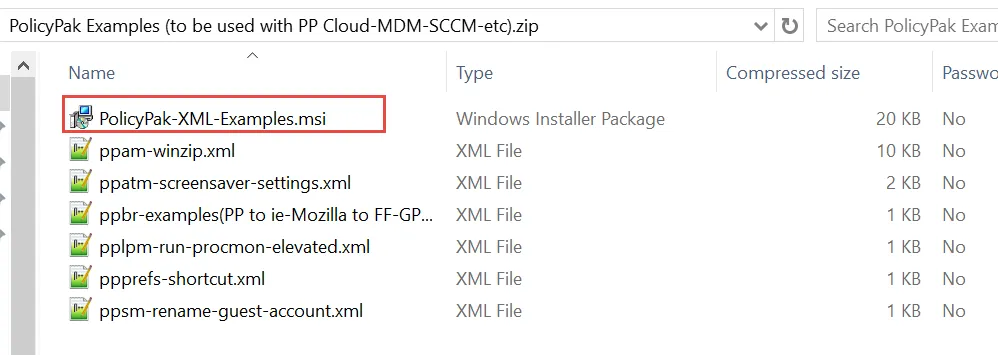 PolicyPak Examples (to be used with PP Cloud-MDM-SCCM-etc).zip Search PolicyPak Exam
Name Type Compressed size Passwo
PolicyPak-XML-Examples.msi Windows Installer Package 20 KB No
ppam-winzip.xml XML File 10 KB No
ppatm-screensaver-settings.xml XML File 2 KB No
ppbr-examples(PP to ie-Mozilla to FF-GP... XML File 1 KB No
pplpm-run-procmon-elevated.xml XML File 1 KB No
ppprefs-shortcut.xml XML File 1 KB No
ppsm-rename-guest-account.xml XML File 1 KB No